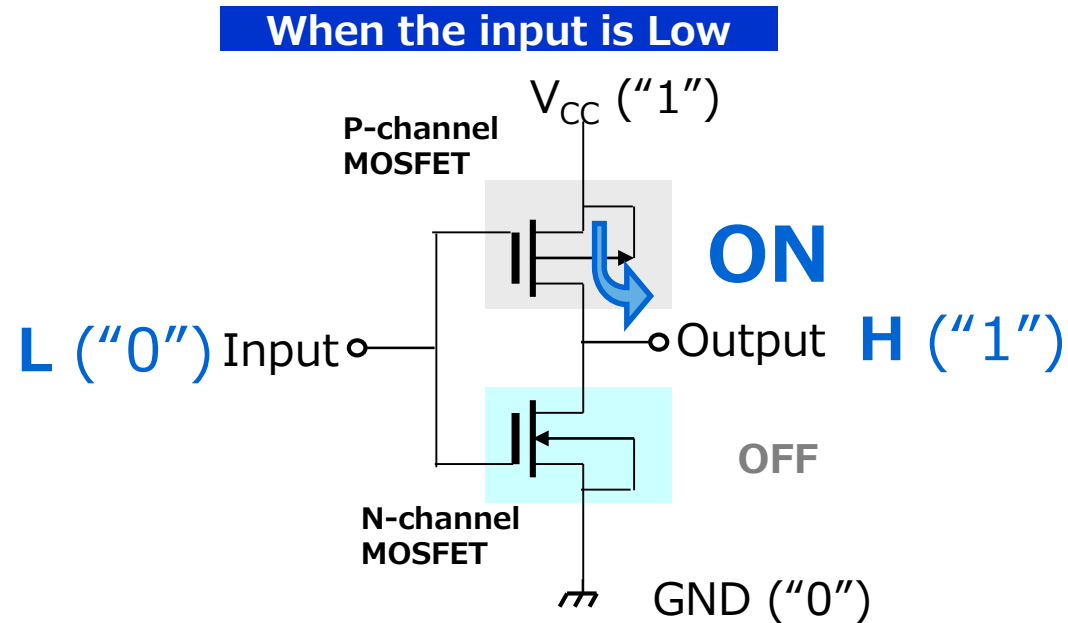 When the input is Low
VCC (“1”)
P-channel
MOSFET
ON
L (“0”) Input
Output H (“1”)
OFF
N-channel
MOSFET
GND (“0”)